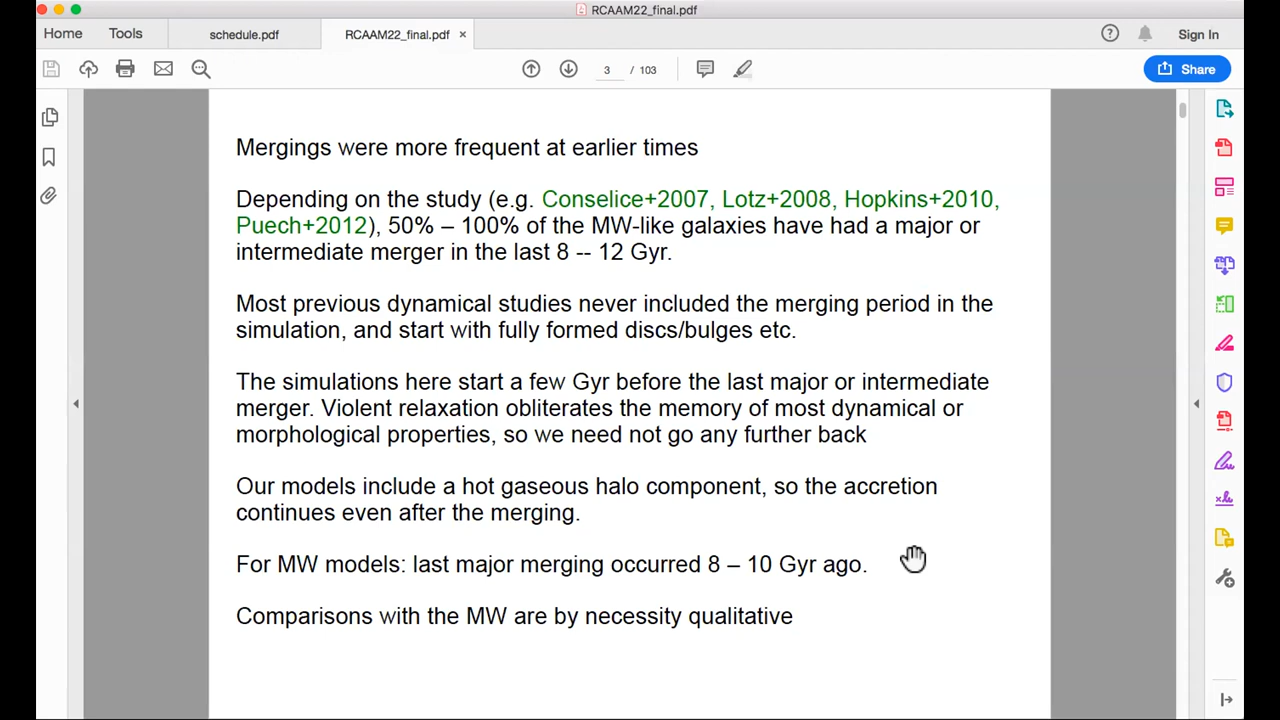 RCAAM22_final.pdf
Home Tools schedule.pdf RCAAM22_final.pdf × Sign In
3 / 103 Share
Mergings were more frequent at earlier times
Depending on the study (e.g. Conselice+2007, Lotz+2008, Hopkins+2010,
Puech+2012), 50% – 100% of the MW-like galaxies have had a major or
intermediate merger in the last 8 -- 12 Gyr.
Most previous dynamical studies never included the merging period in the
simulation, and start with fully formed discs/bulges etc.
The simulations here start a few Gyr before the last major or intermediate
merger. Violent relaxation obliterates the memory of most dynamical or
morphological properties, so we need not go any further back
Our models include a hot gaseous halo component, so the accretion
continues even after the merging.
For MW models: last major merging occurred 8 – 10 Gyr ago.
Comparisons with the MW are by necessity qualitative